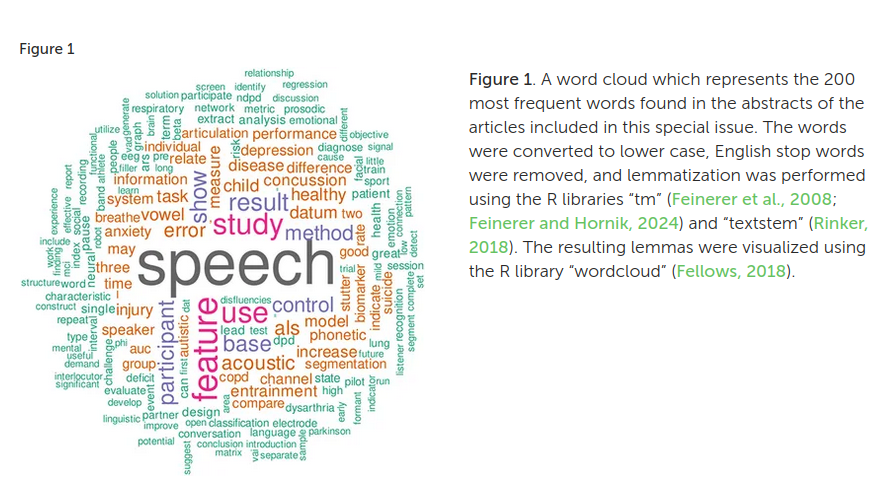 Figure 1
relationship
screen identify regression
solution participate ndpd discussion
respiratory network metric prosodic
extract analysis emotional
utilize
functional
vad
generate
people
graph
brain
term
beta
articulation performance
different
objective
individual
risk
depression
diagnose signal
cause
eeg
ars
pre
relate
measure
disease difference
facial
little
train
filler long
information
show
child concussion
sport
learn
system task
result
healthy patient
athlete
band
recording
report
effective
experience
social
pause
breathe vowel
study
datum two
health
emotion
connection
pattern
robot
anxiety error
method
rate
low
detect
include
work
finding
mci
index
neural
may
speech
good great
three
trial
mild
session
set
structure word
time
stutter
biomarker
indicate
suicide
complete
characteristic
construct single injury
participant
dat
feature
disfluencies
use
control
recognition
segment
listener
repeat
interval
speaker
autistic
lead test
als
model
phonetic
type
phi
base
dpd
lung
mental
useful
challenge
auc
increase future
demand
group
first
can
acoustic
segmentation
interlocutor
significant
deficit
copd channel state pilot run
evaluate
event
area
entrainment high
indicator
develop
compare dysarthria
formant
early
linguistic partner design
improve
open classification electrode
conversation language parkinson
potential
suggest
conclusion introduction
sample
matrix
vai
separate
Figure 1. A word cloud which represents the 200
most frequent words found in the abstracts of the
articles included in this special issue. The words
were converted to lower case, English stop words
were removed, and lemmatization was performed
using the R libraries “tm” (Feinerer et al., 2008;
Feinerer and Hornik, 2024) and “textstem” (Rinker,
2018). The resulting lemmas were visualized using
the R library “wordcloud” (Fellows, 2018).